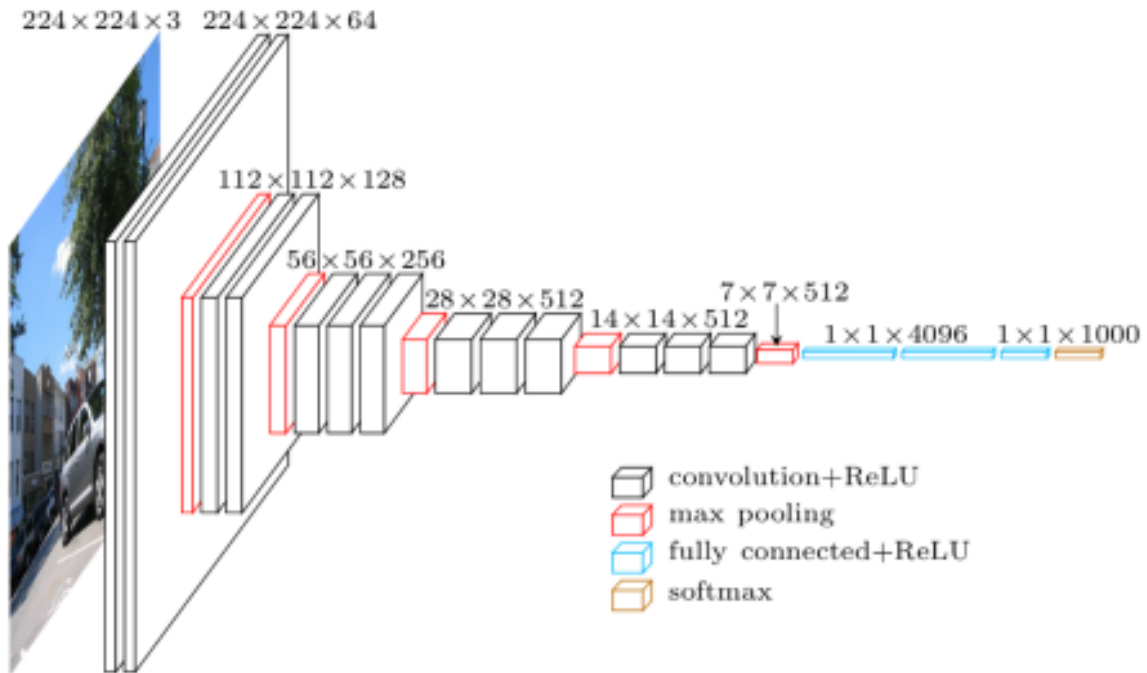 224×224×3
224×224×64
112×112×128
56×56×256
28×28×512
14×14×512
7×7×512
1×1×4096
1×1×1000
convolution+ReLU
max pooling
fully connected+ReLU
softmax